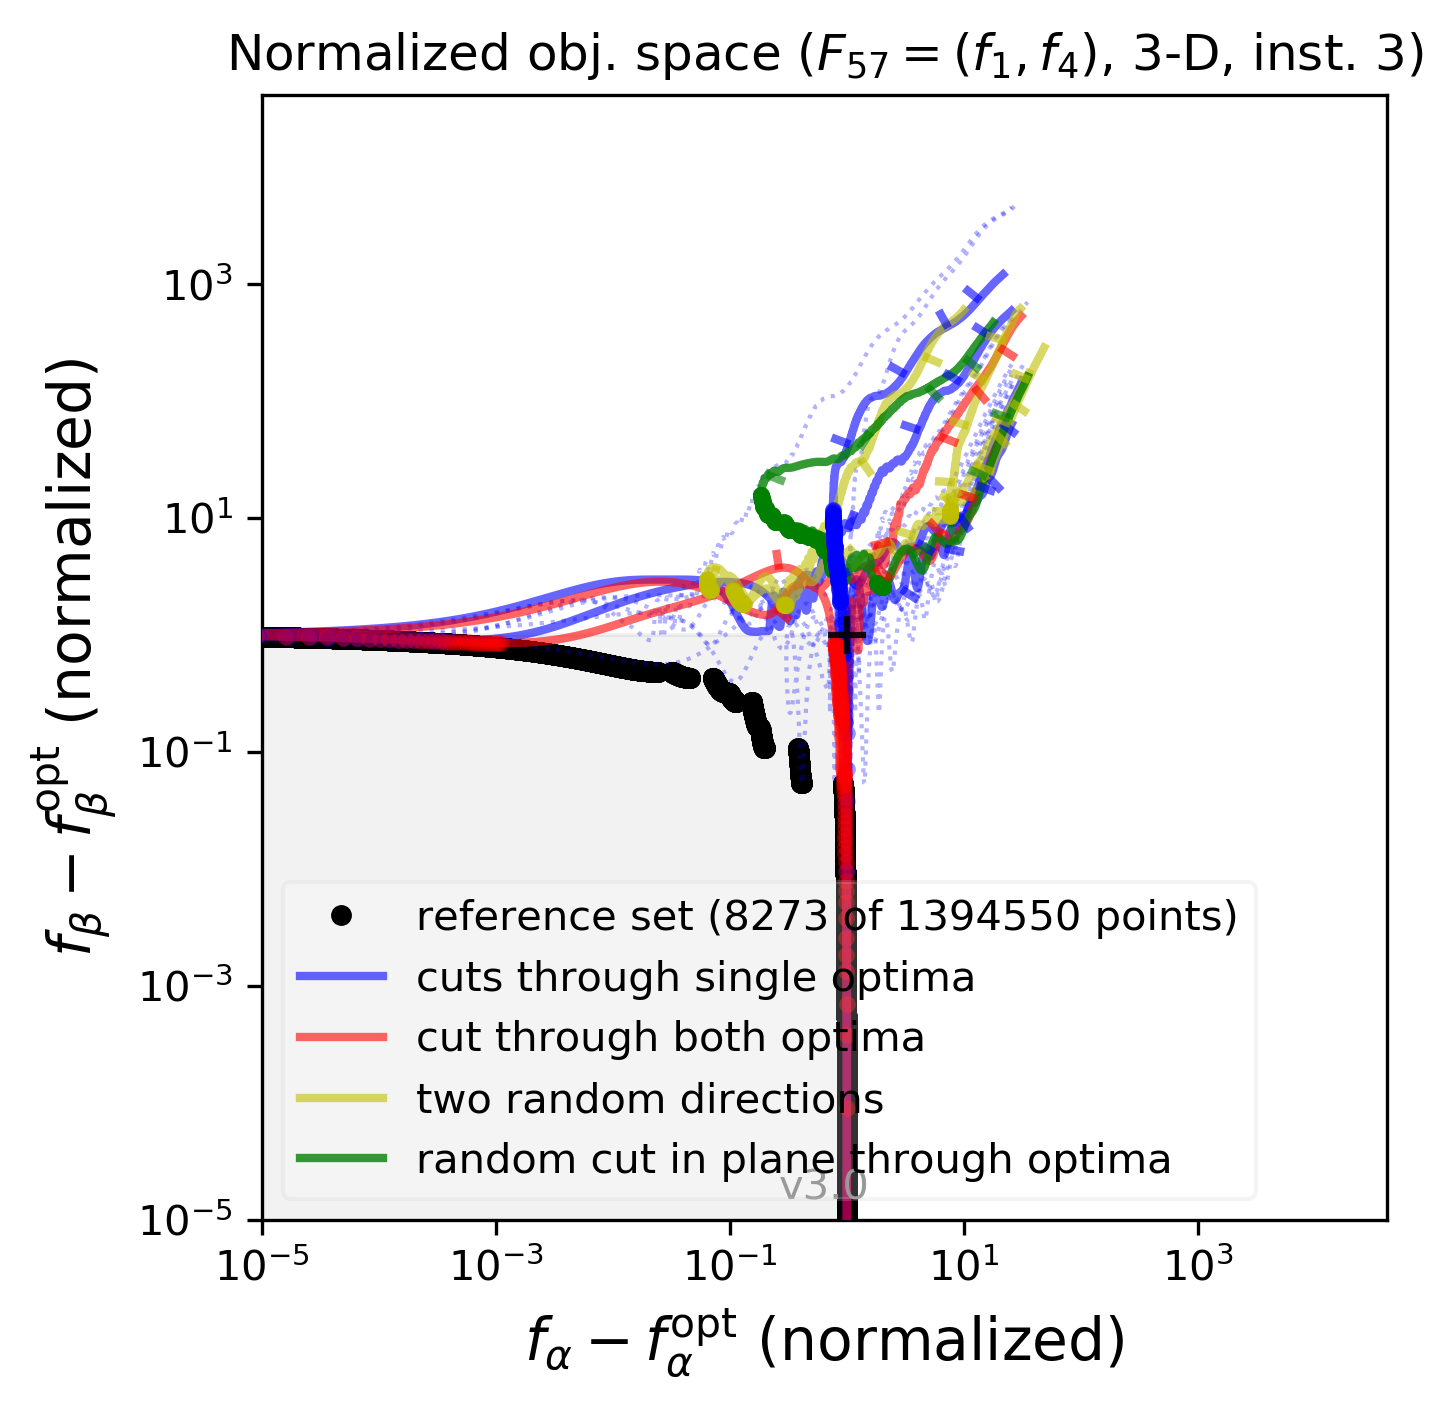 Normalized obj. space (F₅₇ = (f₁, f₄), 3-D, inst. 3)
f_β − f_β^opt (normalized)
10³
10¹
10⁻¹
10⁻³
10⁻⁵
reference set (8273 of 1394550 points)
cuts through single optima
cut through both optima
two random directions
random cut in plane through optima
v3.0
10⁻⁵ 10⁻³ 10⁻¹ 10¹ 10³
f_α − f_α^opt (normalized)